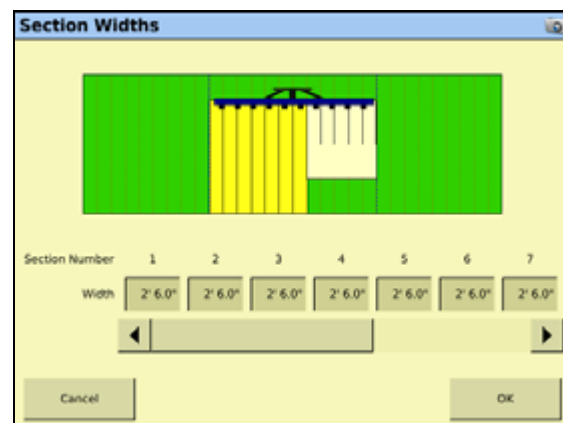 Section Widths
Section Number 1 2 3 4 5 6 7
Width 2' 6.0" 2' 6.0" 2' 6.0" 2' 6.0" 2' 6.0" 2' 6.0" 2' 6.0"
Cancel OK